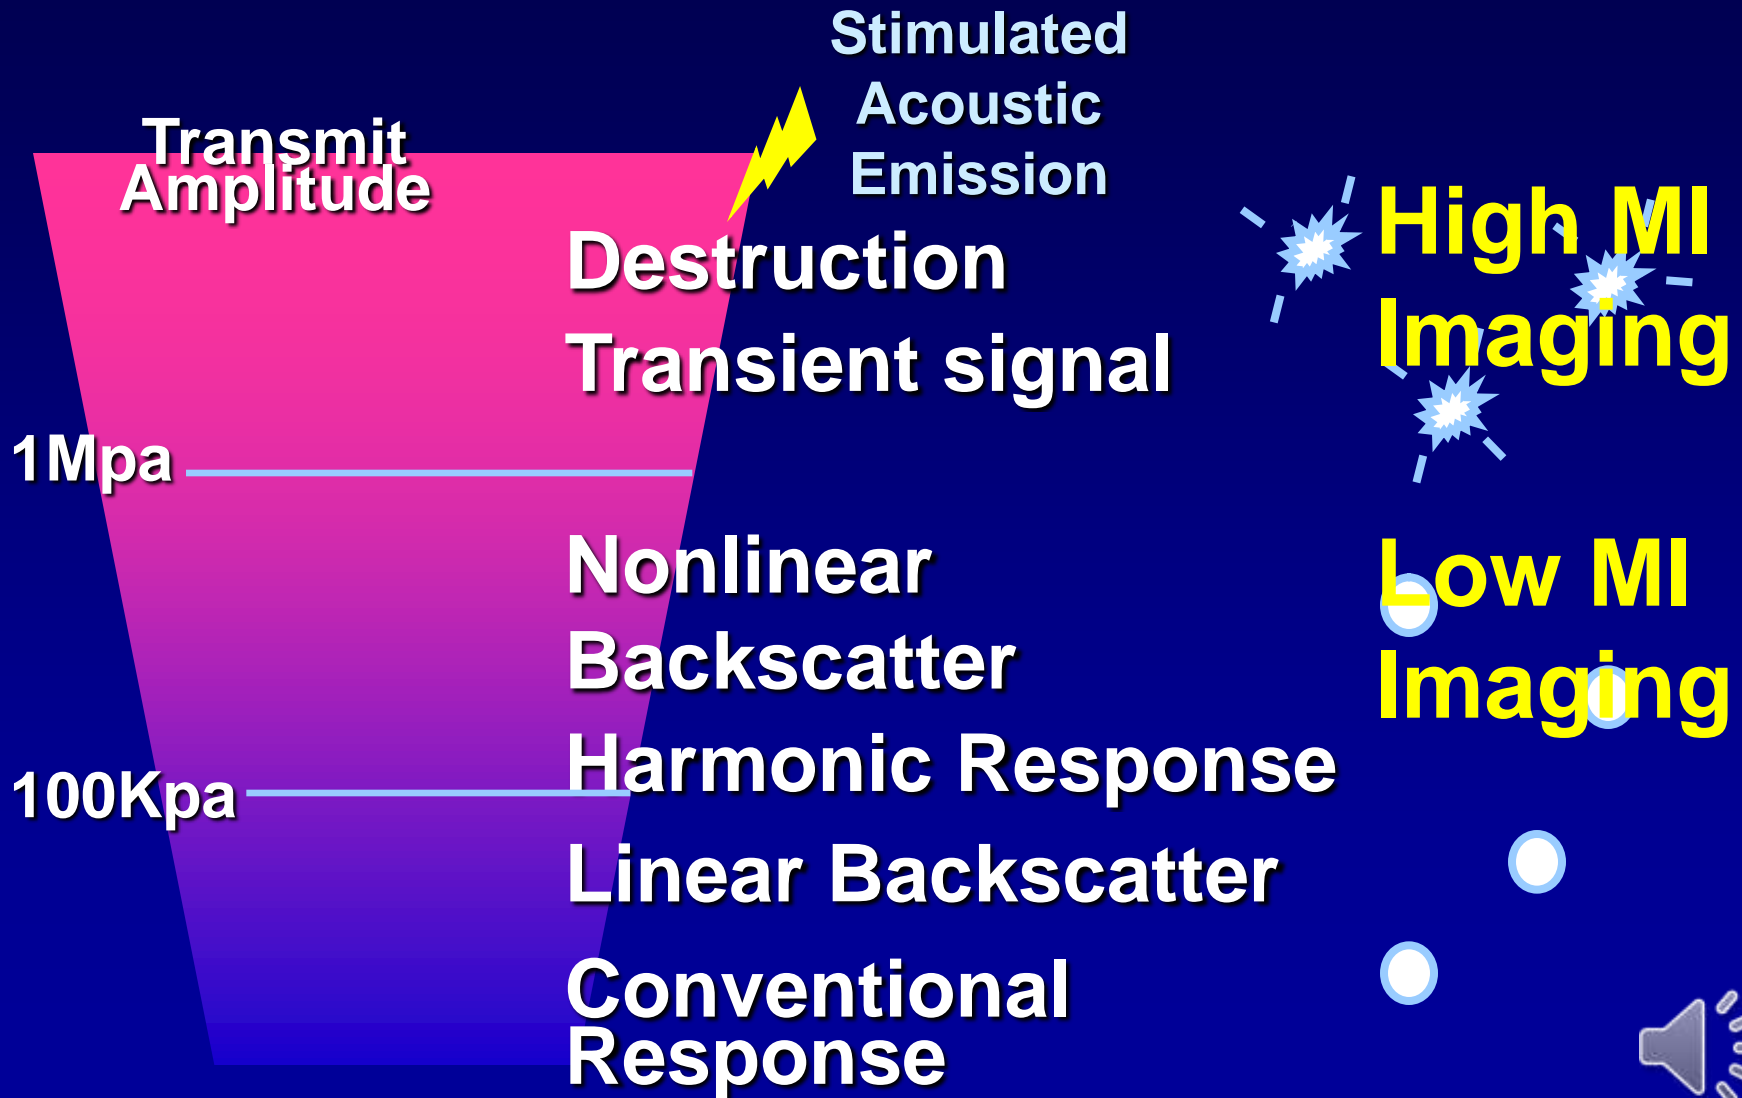 Stimulated
Acoustic
Emission
Transmit
Amplitude
Destruction
Transient signal
High MI
Imaging
1Mpa
Nonlinear
Backscatter
Harmonic Response
Low MI
Imaging
100Kpa
Linear Backscatter
Conventional
Response